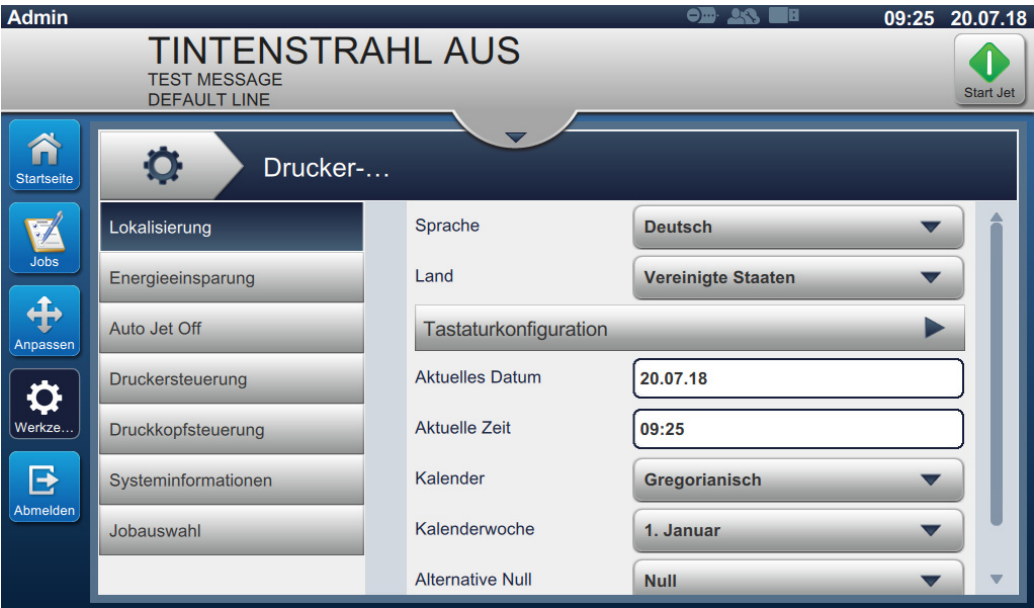 Admin
09:25 20.07.18
TINTENSTRAHL AUS
TEST MESSAGE
DEFAULT LINE
Start Jet
Startseite
Jobs
Anpassen
Werkze...
Abmelden
Drucker-...
Lokalisierung
Energieeinsparung
Auto Jet Off
Druckersteuerung
Druckkopfsteuerung
Systeminformationen
Jobauswahl
Sprache Deutsch
Land Vereinigte Staaten
Tastaturkonfiguration
Aktuelles Datum 20.07.18
Aktuelle Zeit 09:25
Kalender Gregorianisch
Kalenderwoche 1. Januar
Alternative Null Null